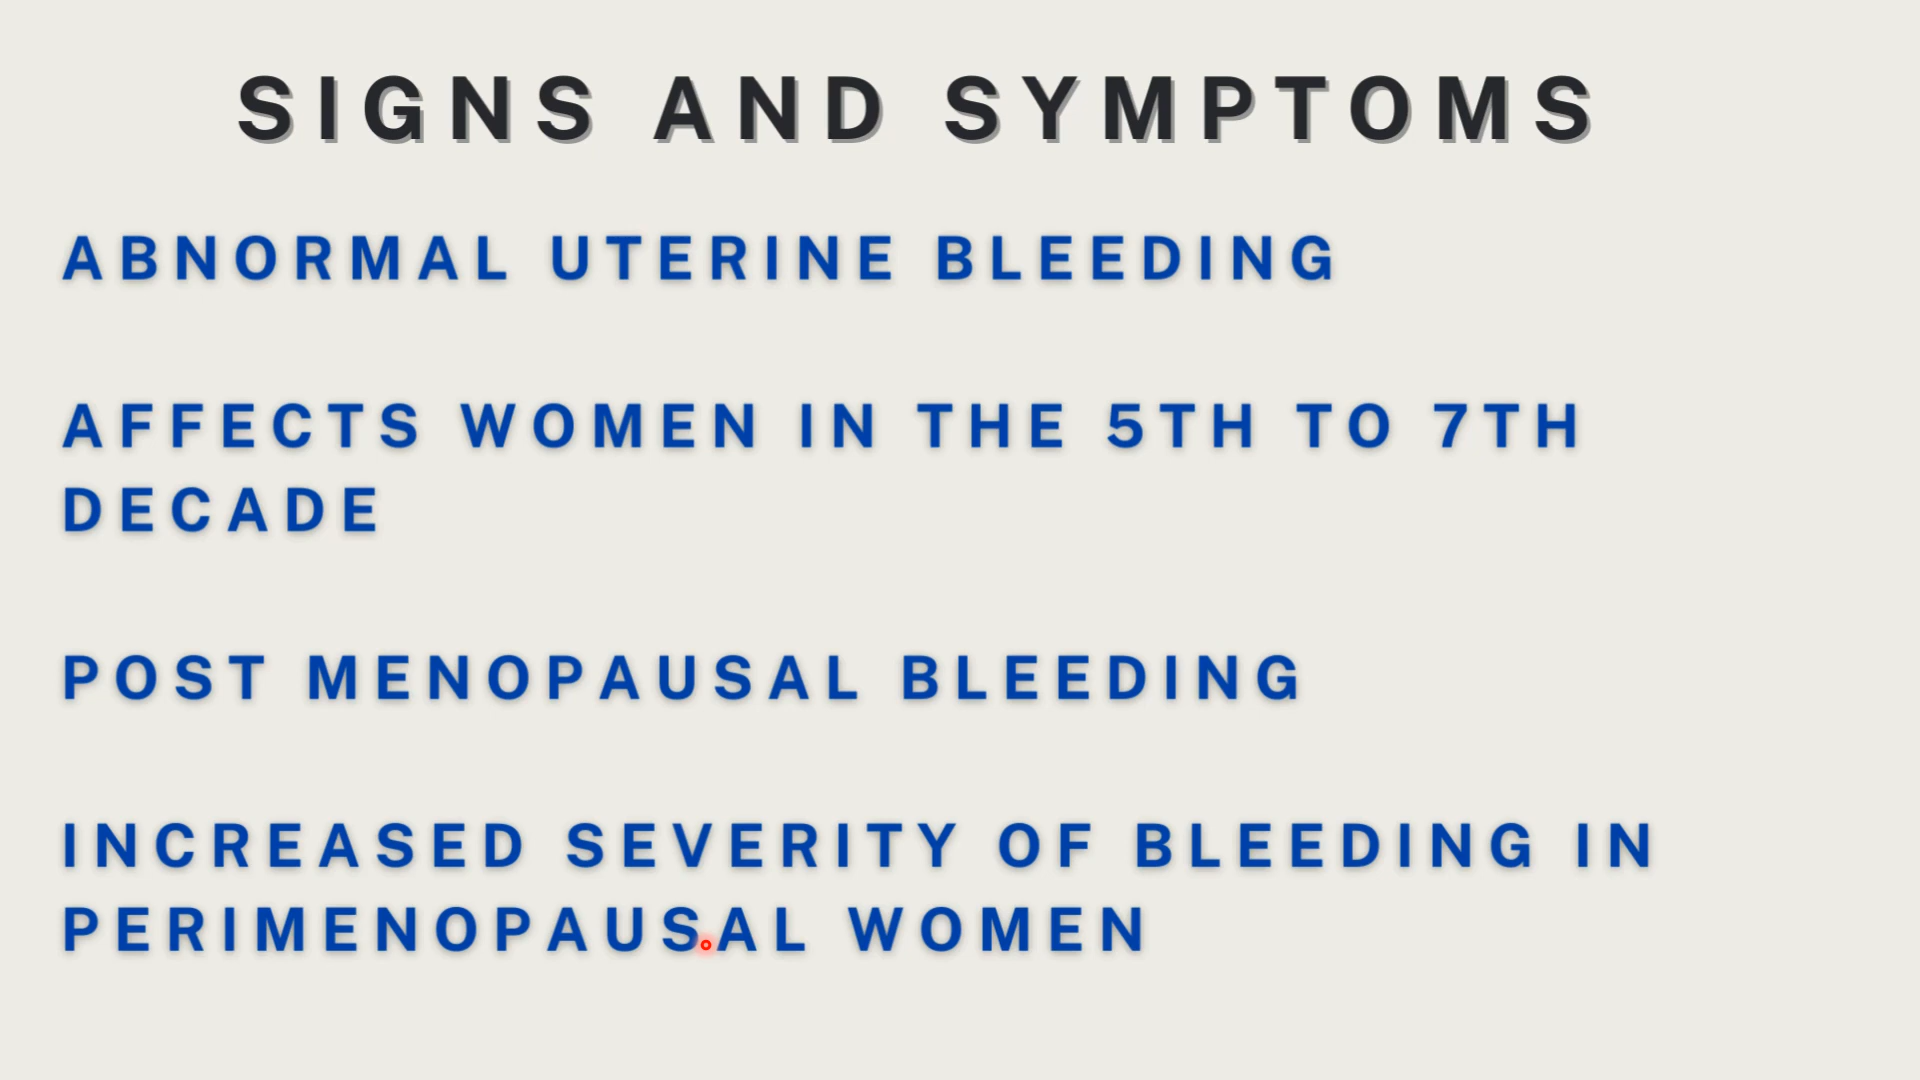 SIGNS AND SYMPTOMS
ABNORMAL UTERINE BLEEDING
AFFECTS WOMEN IN THE 5TH TO 7TH
DECADE
POST MENOPAUSAL BLEEDING
INCREASED SEVERITY OF BLEEDING IN
PERIMENOPAUSAL WOMEN